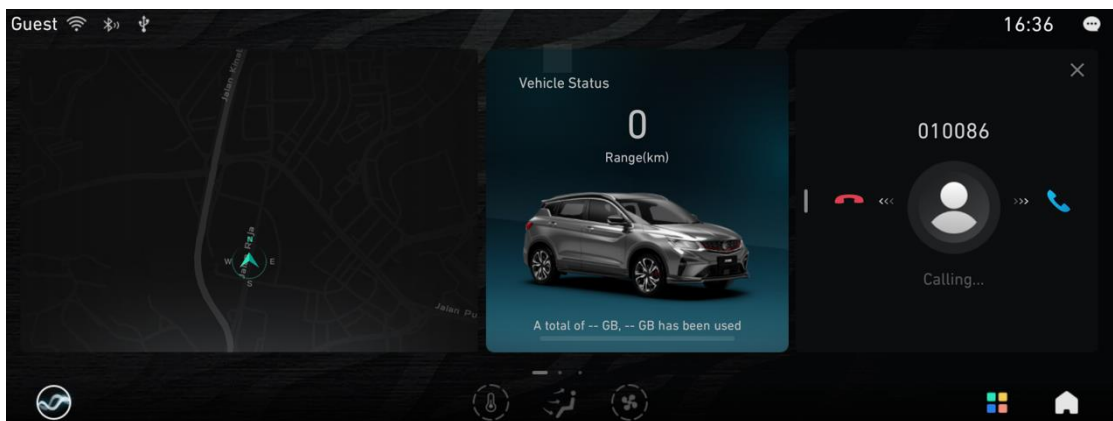 Guest
16:36
Jalan Kinet
Vehicle Status
0
Range(km)
010086
N
W
E
S
Jalan Pu
Calling...
A total of -- GB, -- GB has been used